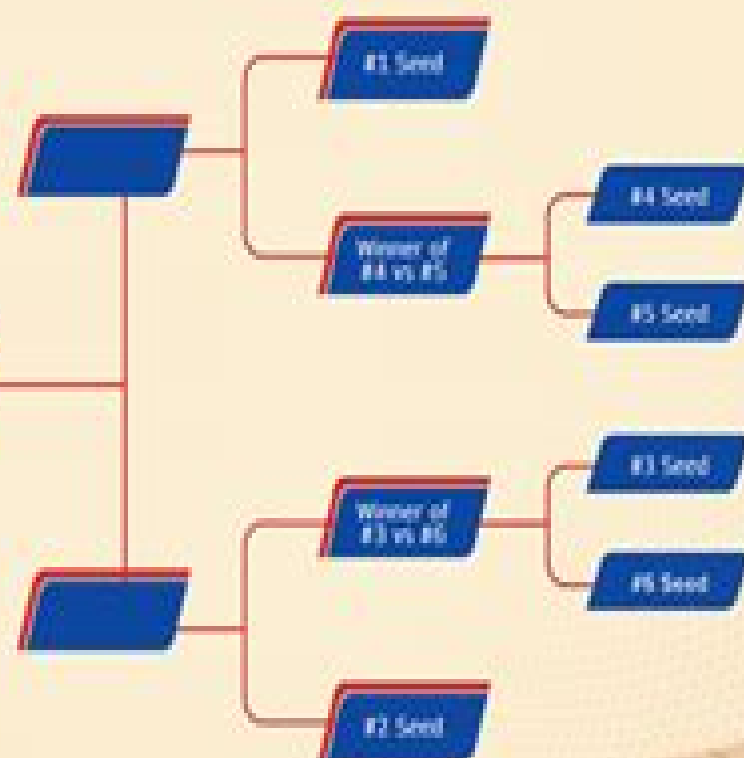 #1 Seed
#4 Seed
Winner of
#4 vs #5
#5 Seed
#3 Seed
Winner of
#3 vs #6
#6 Seed
#2 Seed